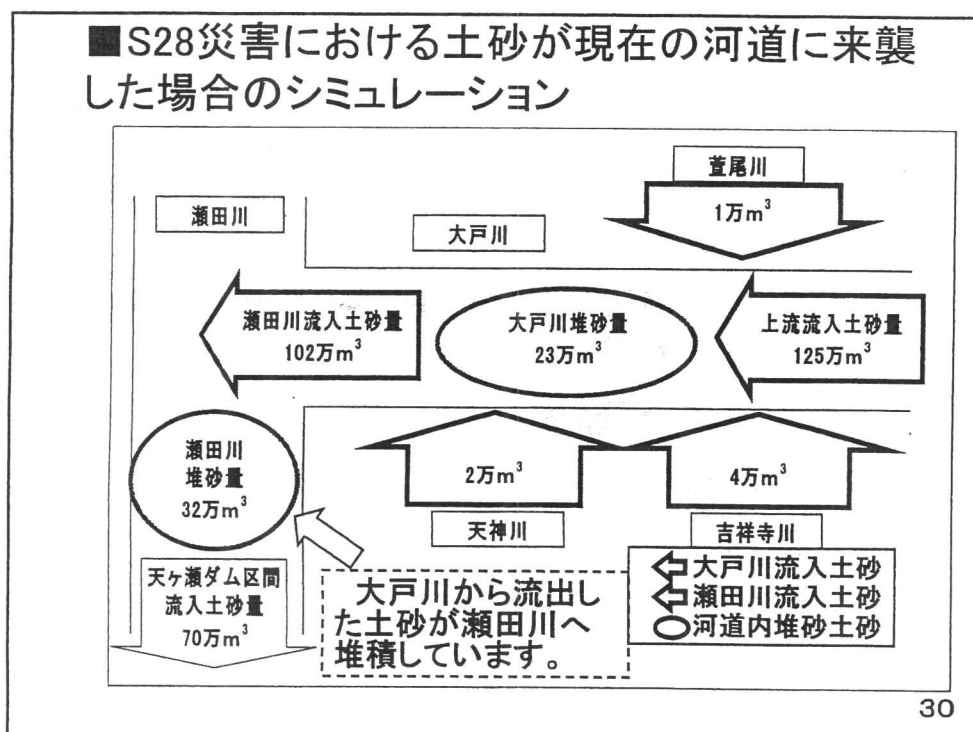 ■S28災害における土砂が現在の河道に来襲
した場合のシミュレーション
萱尾川
1万m³
瀬田川
大戸川
瀬田川流入土砂量
102万m³
大戸川堆砂量
23万m³
上流流入土砂量
125万m³
瀬田川
堆砂量
32万m³
2万m³
4万m³
天神川
吉祥寺川
天ヶ瀬ダム区間
流入土砂量
70万m³
大戸川から流出し
た土砂が瀬田川へ
堆積しています。
大戸川流入土砂
瀬田川流入土砂
河道内堆砂土砂
30